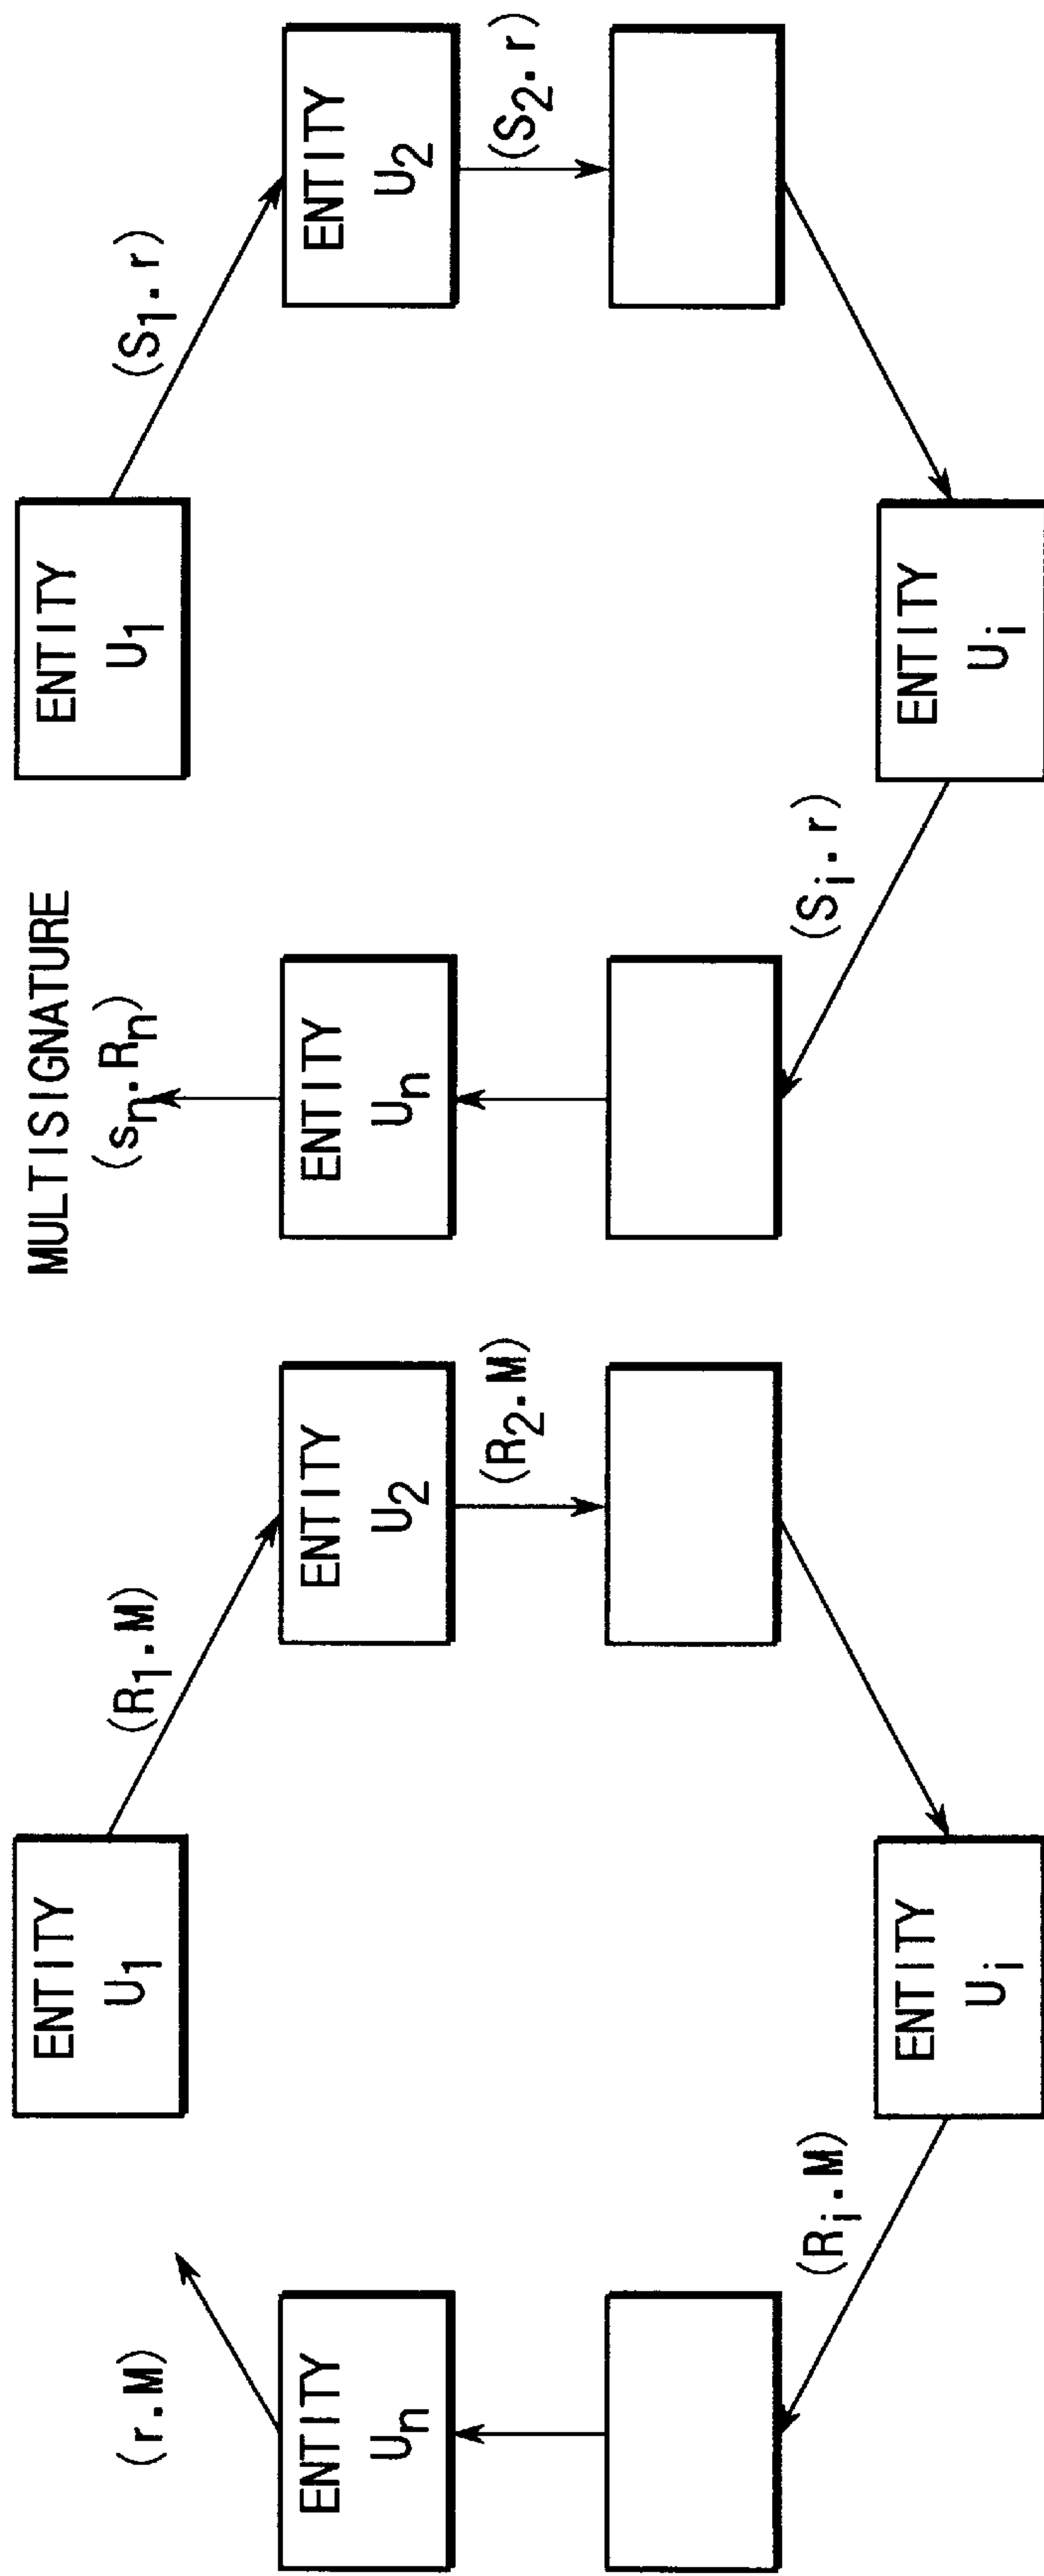 ENTITY
U1
(R1.M)
ENTITY
U2
(R2.M)
ENTITY
Ui
(Ri.M)
ENTITY
Un
(r.M)
ENTITY
U1
(S1.r)
ENTITY
U2
(S2.r)
ENTITY
Ui
(Si.r)
ENTITY
Un
MULTISIGNATURE
(sn.Rn)